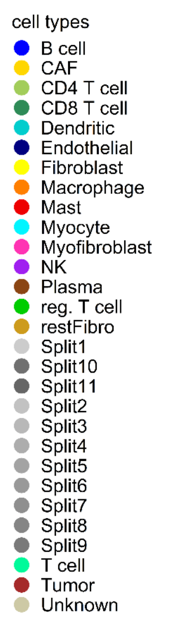 cell types
B cell
CAF
CD4 T cell
CD8 T cell
Dendritic
Endothelial
Fibroblast
Macrophage
Mast
Myocyte
Myofibroblast
NK
Plasma
reg. T cell
restFibro
Split1
Split10
Split11
Split2
Split3
Split4
Split5
Split6
Split7
Split8
Split9
T cell
Tumor
Unknown